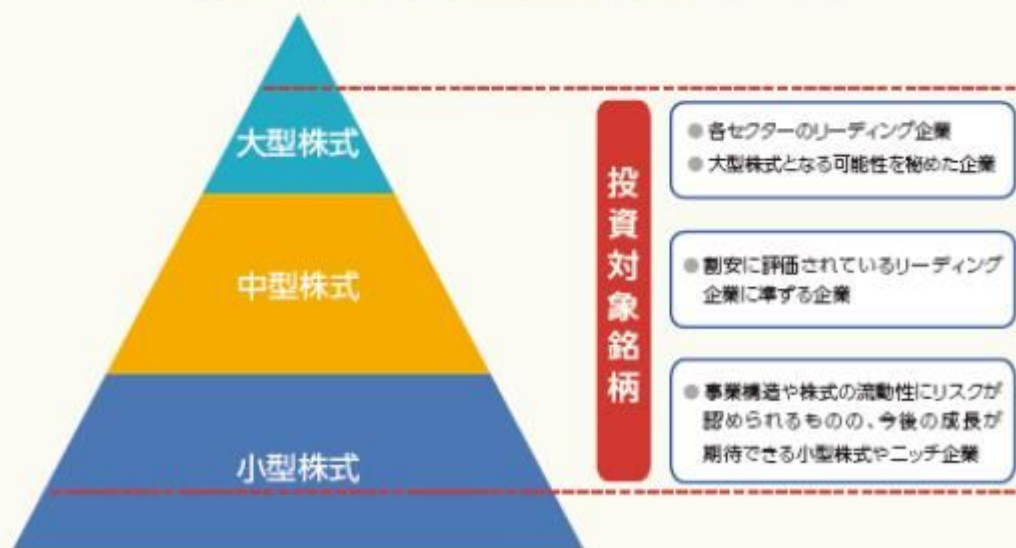 大型株式
中型株式
小型株式
投資対象銘柄
● 各セクターのリーディング企業
● 大型株式となる可能性を秘めた企業
● 割安に評価されているリーディング
企業に準ずる企業
● 事業構造や株式の流動性にリスクが
認められるものの、今後の成長が
期待できる小型株式やニッチ企業